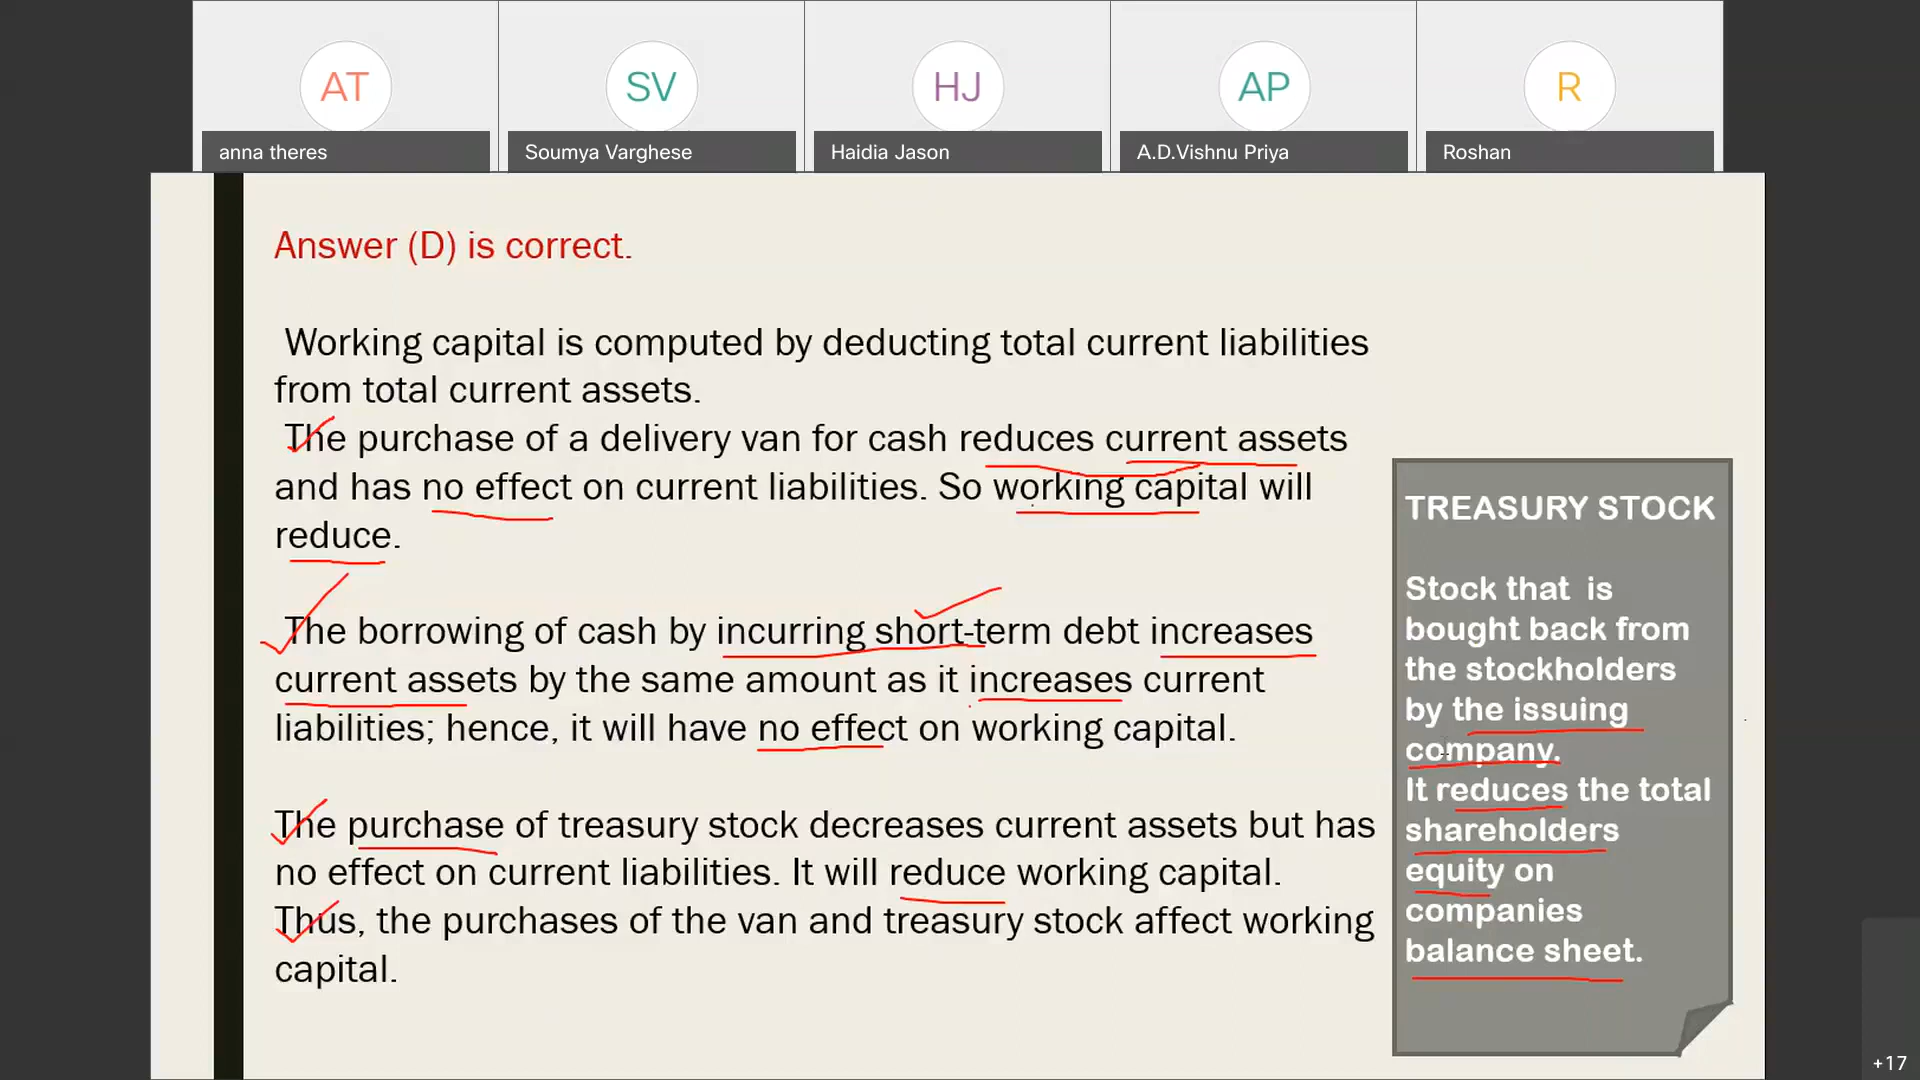 AT
SV
HJ
AP
R
anna theres
Soumya Varghese
Haidia Jason
A.D.Vishnu Priya
Roshan
Answer (D) is correct.
Working capital is computed by deducting total current liabilities
from total current assets.
The purchase of a delivery van for cash reduces current assets
and has no effect on current liabilities. So working capital will
reduce.
The borrowing of cash by incurring short-term debt increases
current assets by the same amount as it increases current
liabilities; hence, it will have no effect on working capital.
The purchase of treasury stock decreases current assets but has
no effect on current liabilities. It will reduce working capital.
Thus, the purchases of the van and treasury stock affect working
capital.
TREASURY STOCK
Stock that is
bought back from
the stockholders
by the issuing
company.
It reduces the total
shareholders
equity on
companies
balance sheet.
+17